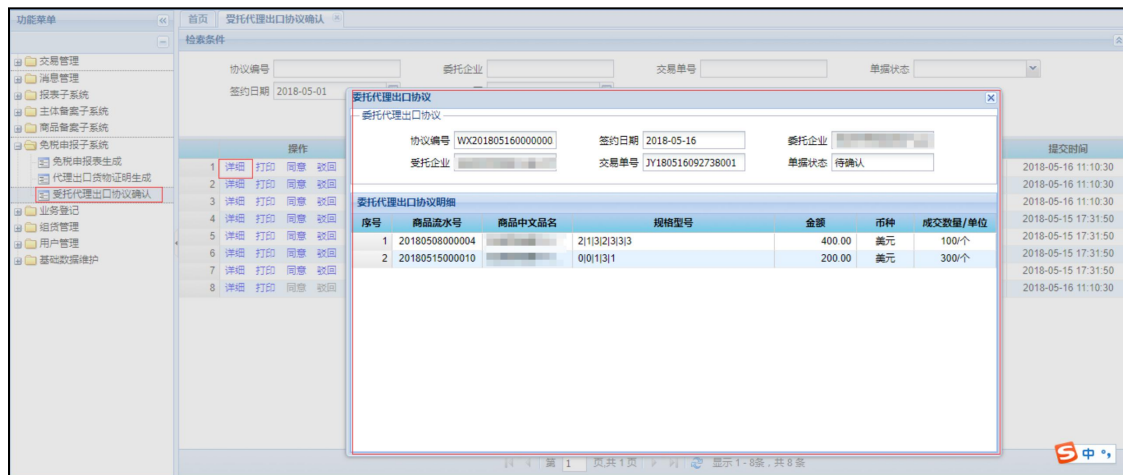 功能菜单
首页 受托代理出口协议确认
检索条件
交易管理
消息管理
报表子系统
主体备案子系统
商品备案子系统
免税申报子系统
免税申报表生成
代理出口货物证明生成
受托代理出口协议确认
业务登记
组货管理
用户管理
基础数据维护
协议编号 委托企业 交易单号 单据状态
签约日期 2018-05-01
操作 提交时间
1 详细 打印 同意 驳回 2018-05-16 11:10:30
2 详细 打印 同意 驳回 2018-05-16 11:10:30
3 详细 打印 同意 驳回 2018-05-16 11:10:30
4 详细 打印 同意 驳回 2018-05-15 17:31:50
5 详细 打印 同意 驳回 2018-05-15 17:31:50
6 详细 打印 同意 驳回 2018-05-15 17:31:50
7 详细 打印 同意 驳回 2018-05-15 17:31:50
8 详细 打印 同意 驳回 2018-05-16 11:10:30
委托代理出口协议
委托代理出口协议
协议编号 WX201805160000000 签约日期 2018-05-16 委托企业
受托企业 交易单号 JY180516092738001 单据状态 待确认
委托代理出口协议明细
序号 商品流水号 商品中文品名 规格型号 金额 币种 成交数量/单位
1 20180508000004 2|1|3|2|3|3|3 400.00 美元 100/个
2 20180515000010 0|0|1|3|1 200.00 美元 300/个
第 1 页,共 1 页 显示 1 - 8条 , 共 8 条
中